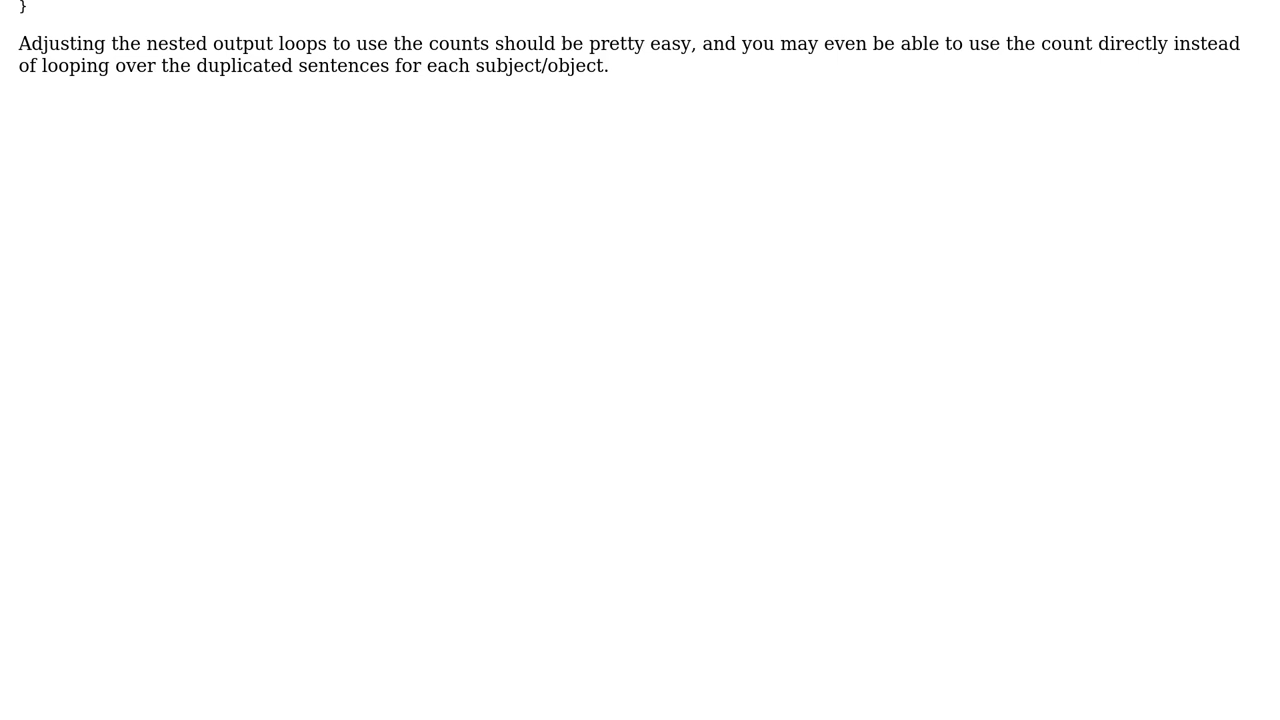 }
Adjusting the nested output loops to use the counts should be pretty easy, and you may even be able to use the count directly instead
of looping over the duplicated sentences for each subject/object.